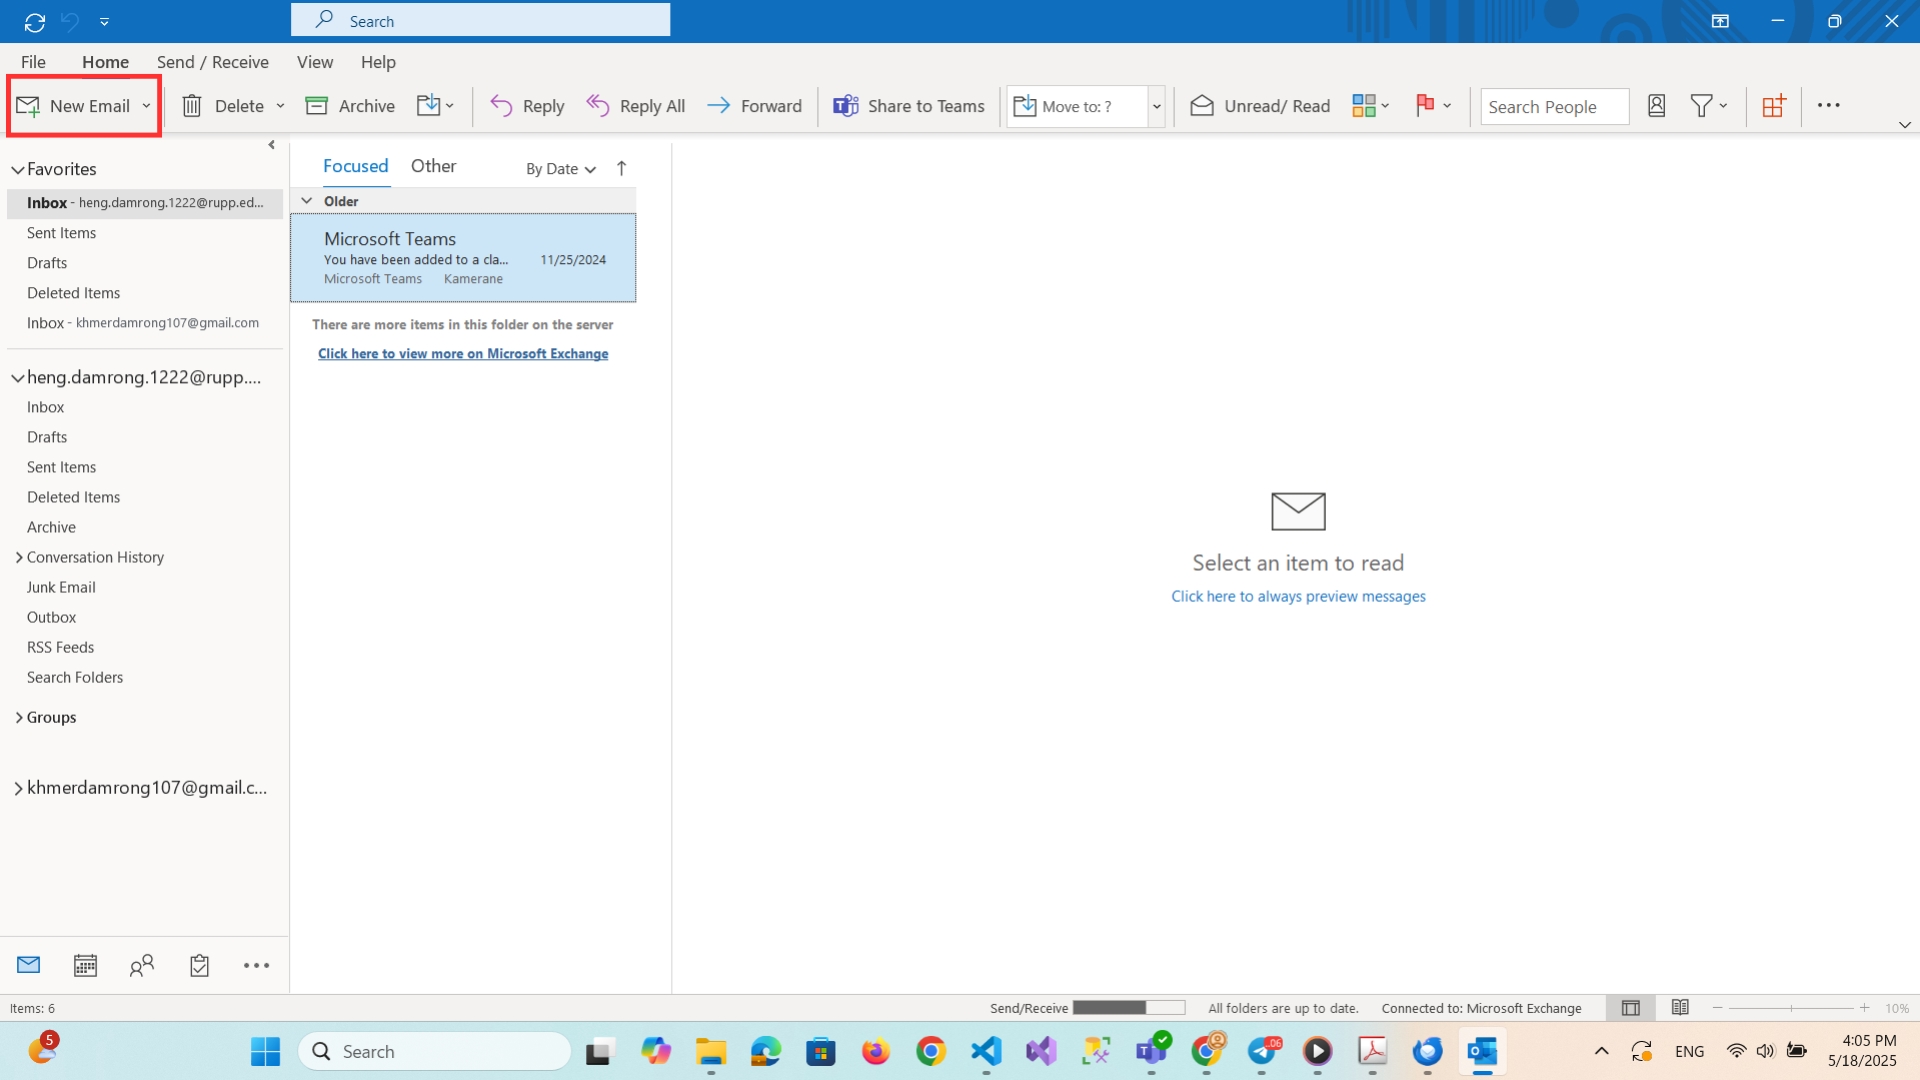 Search
File Home Send / Receive View Help
New Email Delete Archive Reply Reply All Forward Share to Teams Move to: ? Unread/ Read Search People
Favorites
Inbox - heng.damrong.1222@rupp.ed...
Sent Items
Drafts
Deleted Items
Inbox - khmerdamrong107@gmail.com
heng.damrong.1222@rupp....
Inbox
Drafts
Sent Items
Deleted Items
Archive
Conversation History
Junk Email
Outbox
RSS Feeds
Search Folders
Groups
khmerdamrong107@gmail.c...
Focused Other By Date
Older
Microsoft Teams
You have been added to a cla... 11/25/2024
Microsoft Teams Kamerane
There are more items in this folder on the server
Click here to view more on Microsoft Exchange
Select an item to read
Click here to always preview messages
Items: 6 Send/Receive All folders are up to date. Connected to: Microsoft Exchange 10%
5 Search .06 ENG 4:05 PM
5/18/2025